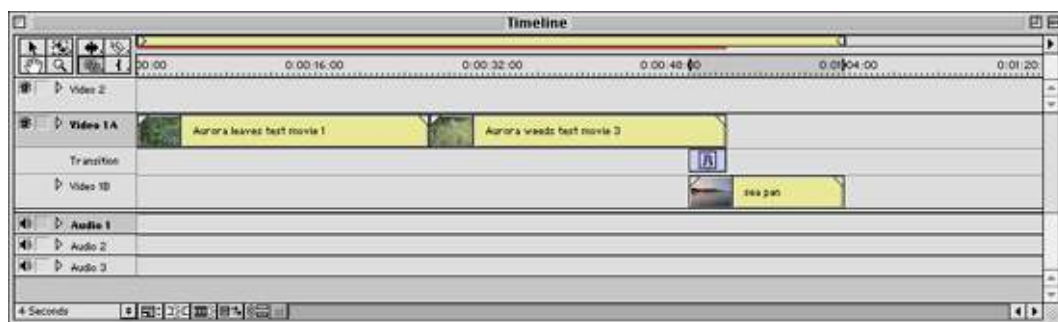 Timeline
00:00 0:00:16:00 0:00:32:00 0:00:48:00 0:01:04:00 0:01:20:
Video 2
Video 1A Aurora leaves test movie 1 Aurora weeds test movie 3
Transition
Video 1B sea pan
Audio 1
Audio 2
Audio 3
4 Seconds